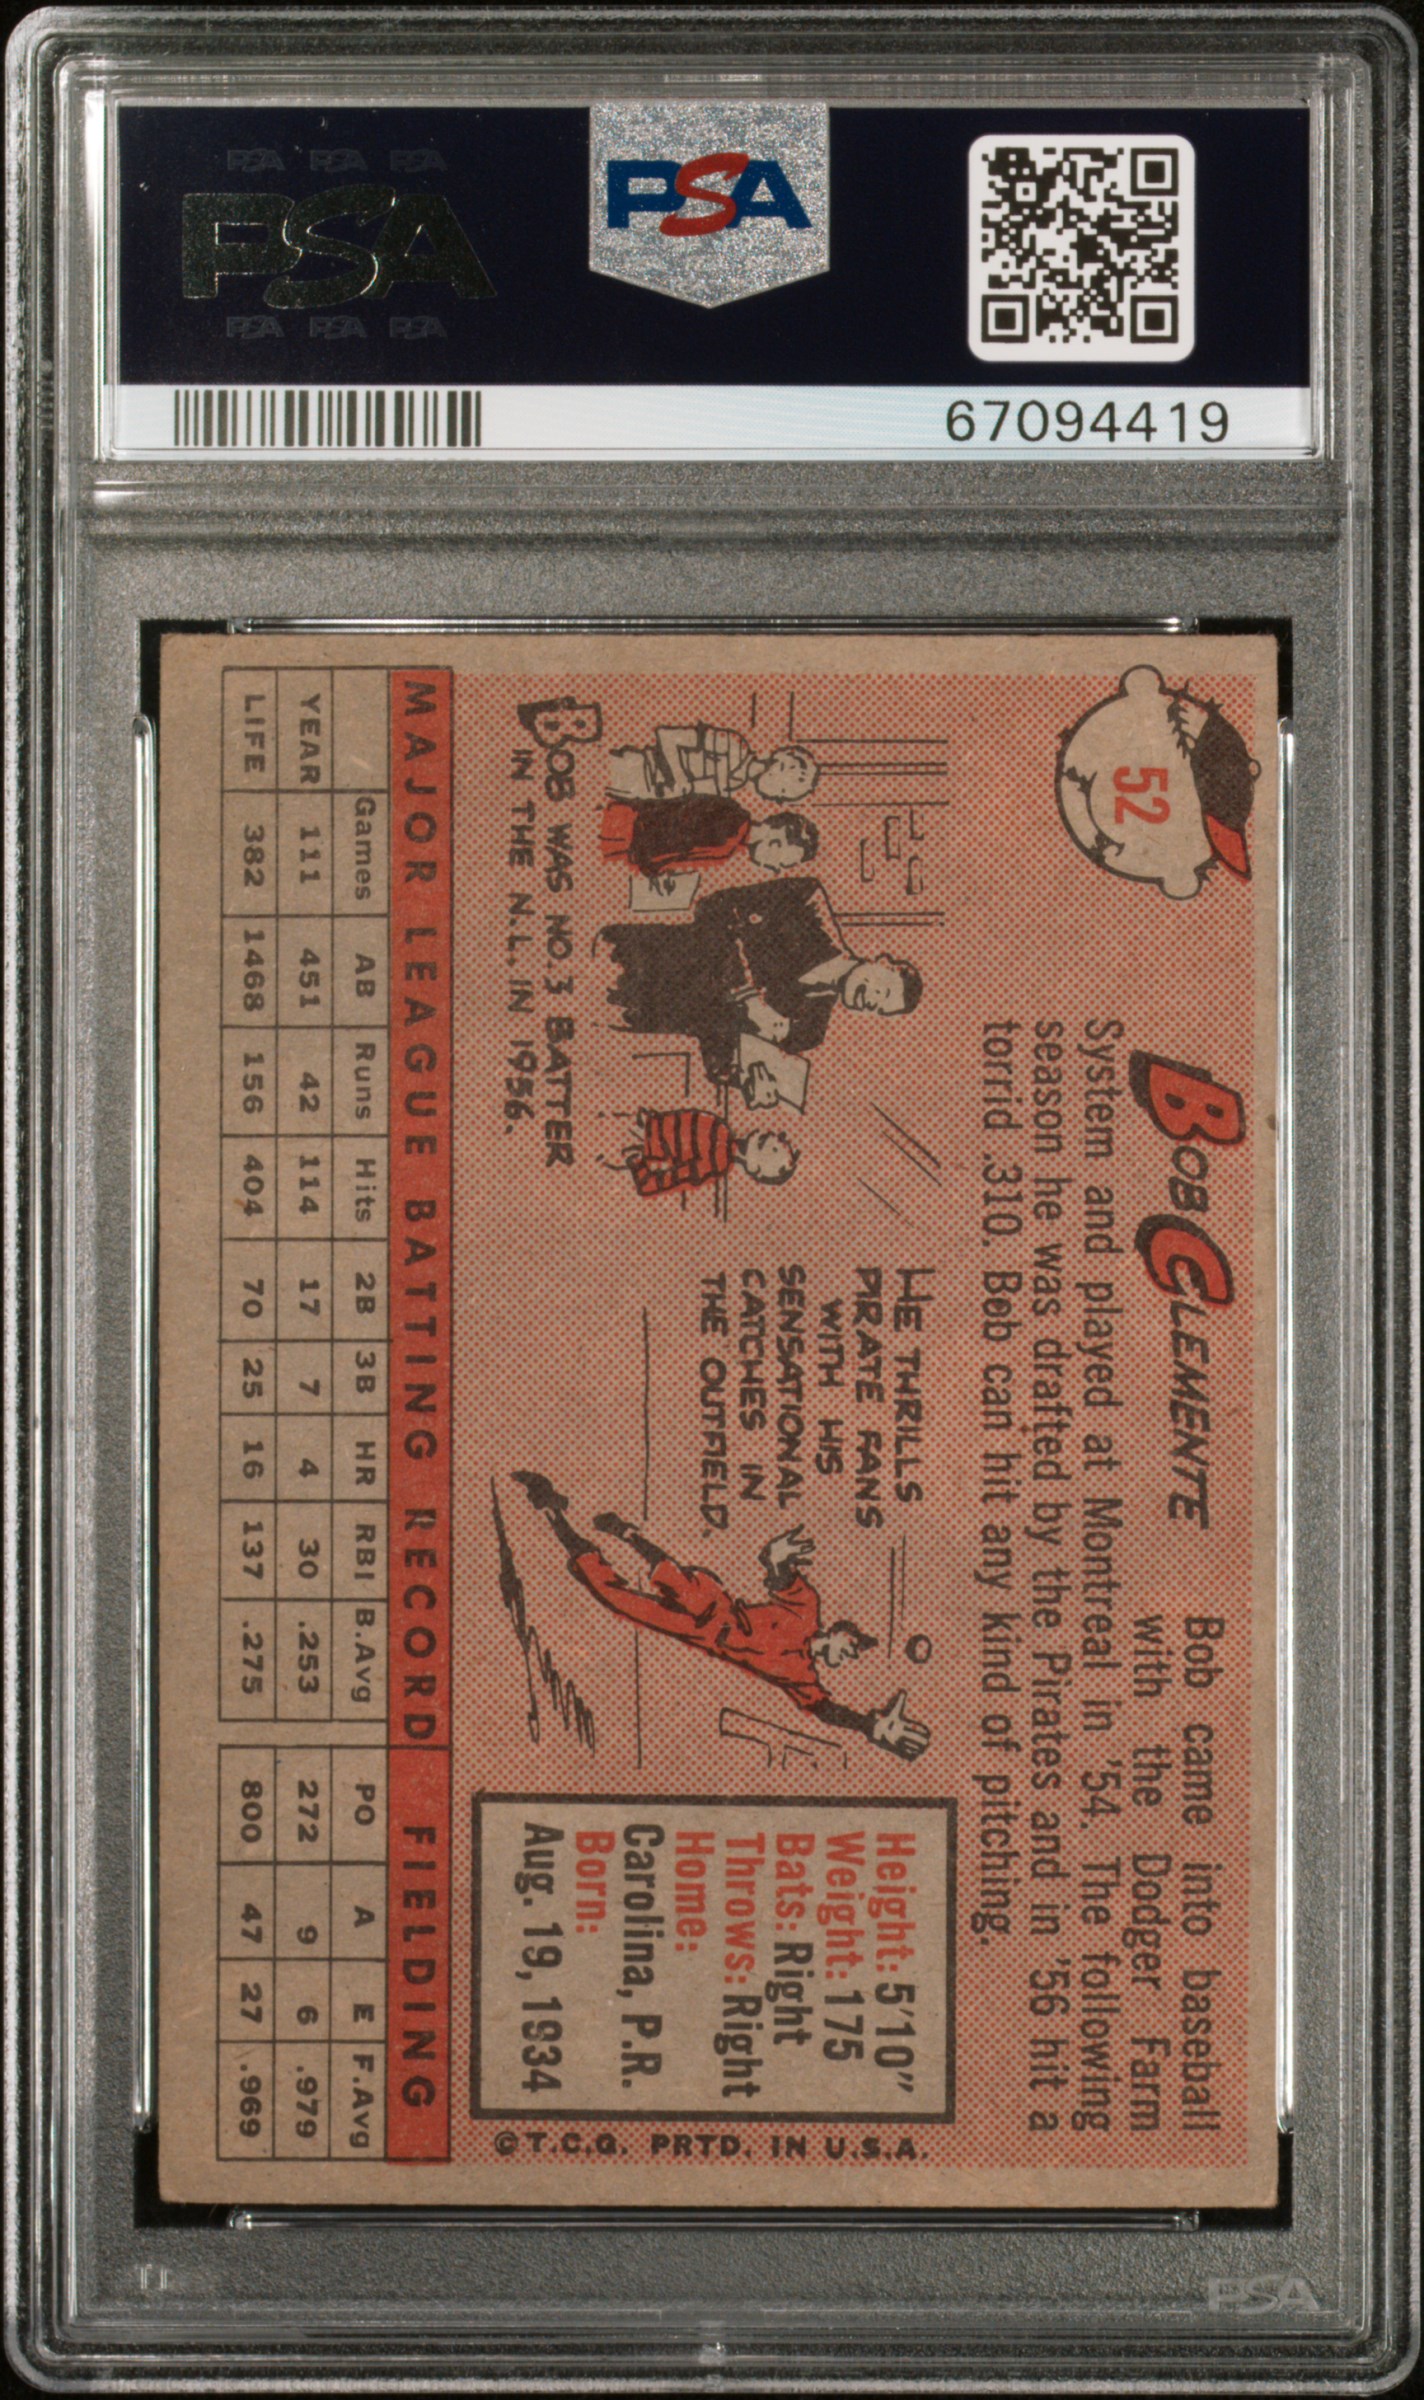 PSA PSA PSA
PSA
PSA PSA PSA
PSA
67094419
52
BOB CLEMENTE
Bob came into baseball
with the Dodger Farm
System and played at Montreal in '54. The following
season he was drafted by the Pirates and in '56 hit a
torrid .310. Bob can hit any kind of pitching.
BOB WAS NO. 3 BATTER
IN THE N.L. IN 1956.
HE THRILLS
PIRATE FANS
WITH HIS
SENSATIONAL
CATCHES IN
THE OUTFIELD.
Height: 5'10"
Weight: 175
Bats: Right
Throws: Right
Home:
Carolina, P.R.
Born:
Aug. 19, 1934
© T.C.G. PRTD. IN U.S.A.
MAJOR LEAGUE BATTING RECORD FIELDING
Games AB Runs Hits 2B 3B HR RBI B.Avg PO A E F.Avg
YEAR 111 451 42 114 17 7 4 30 .253 272 9 6 .979
LIFE 382 1468 156 404 70 25 16 137 .275 800 47 27 .969
PSA